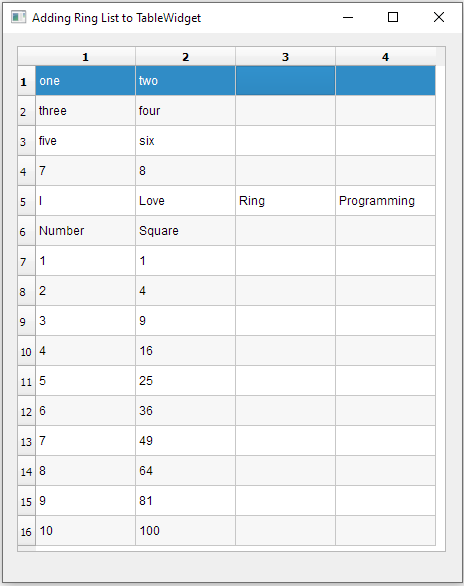 Adding Ring List to TableWidget
1 2 3 4
1 one two
2 three four
3 five six
4 7 8
5 I Love Ring Programming
6 Number Square
7 1 1
8 2 4
9 3 9
10 4 16
11 5 25
12 6 36
13 7 49
14 8 64
15 9 81
16 10 100